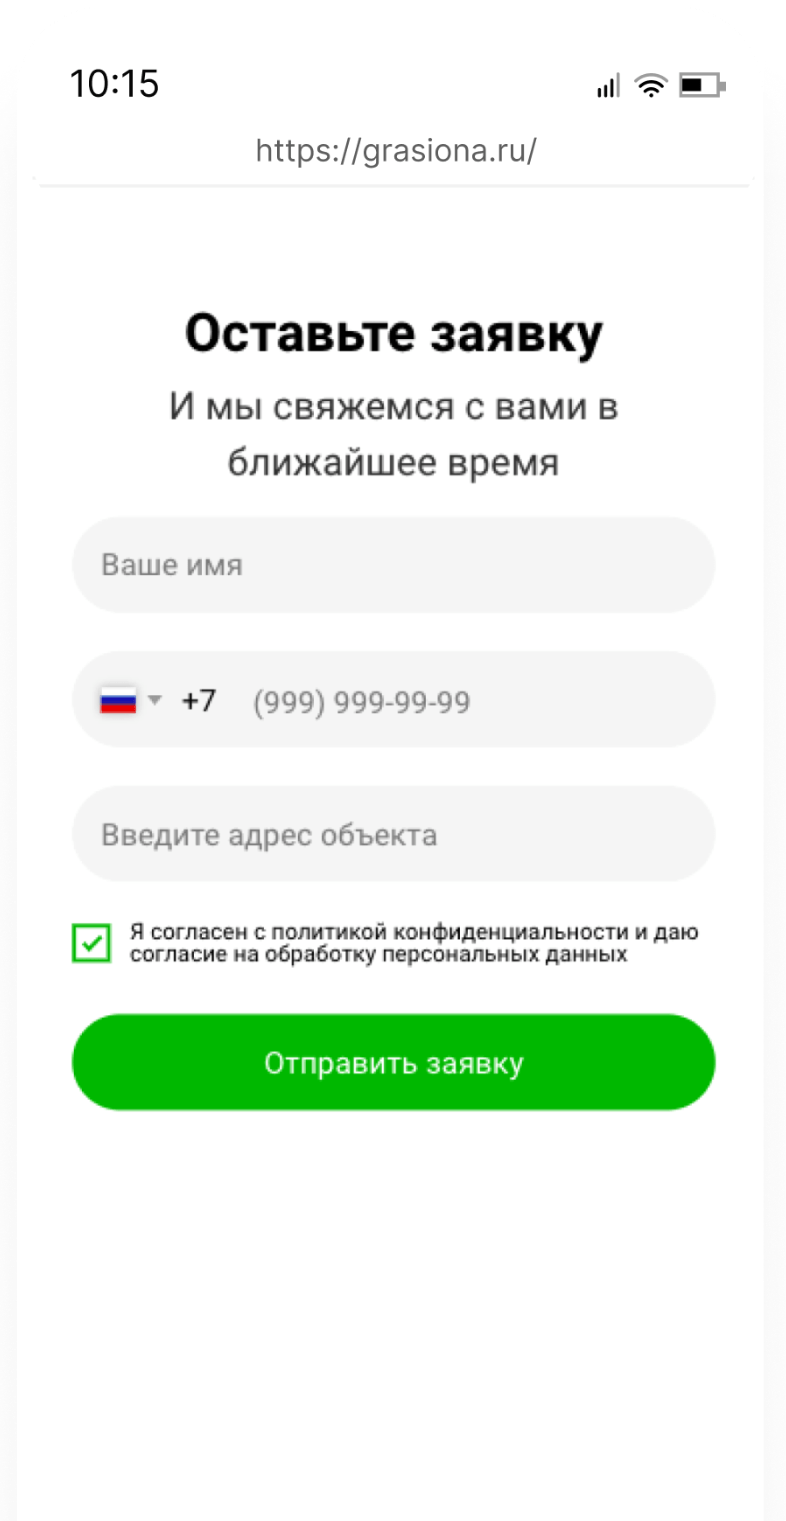 10:15
https://grasiona.ru/
Оставьте заявку
И мы свяжемся с вами в
ближайшее время
Ваше имя
+7 (999) 999-99-99
Введите адрес объекта
Я согласен с политикой конфиденциальности и даю
согласие на обработку персональных данных
Отправить заявку